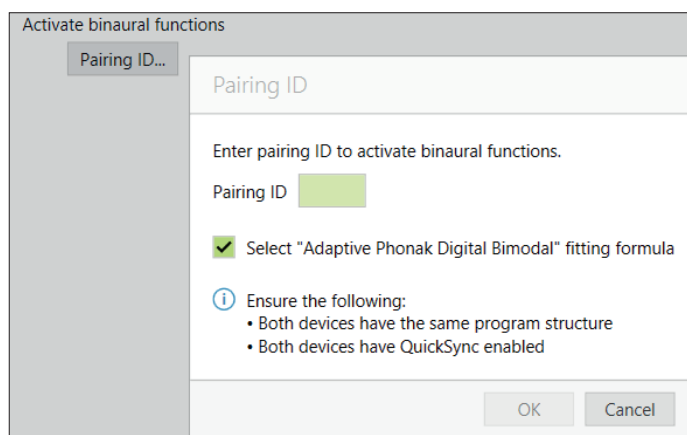 Activate binaural functions
Pairing ID...
Pairing ID
Enter pairing ID to activate binaural functions.
Pairing ID
Select "Adaptive Phonak Digital Bimodal" fitting formula
Ensure the following:
• Both devices have the same program structure
• Both devices have QuickSync enabled
OK Cancel